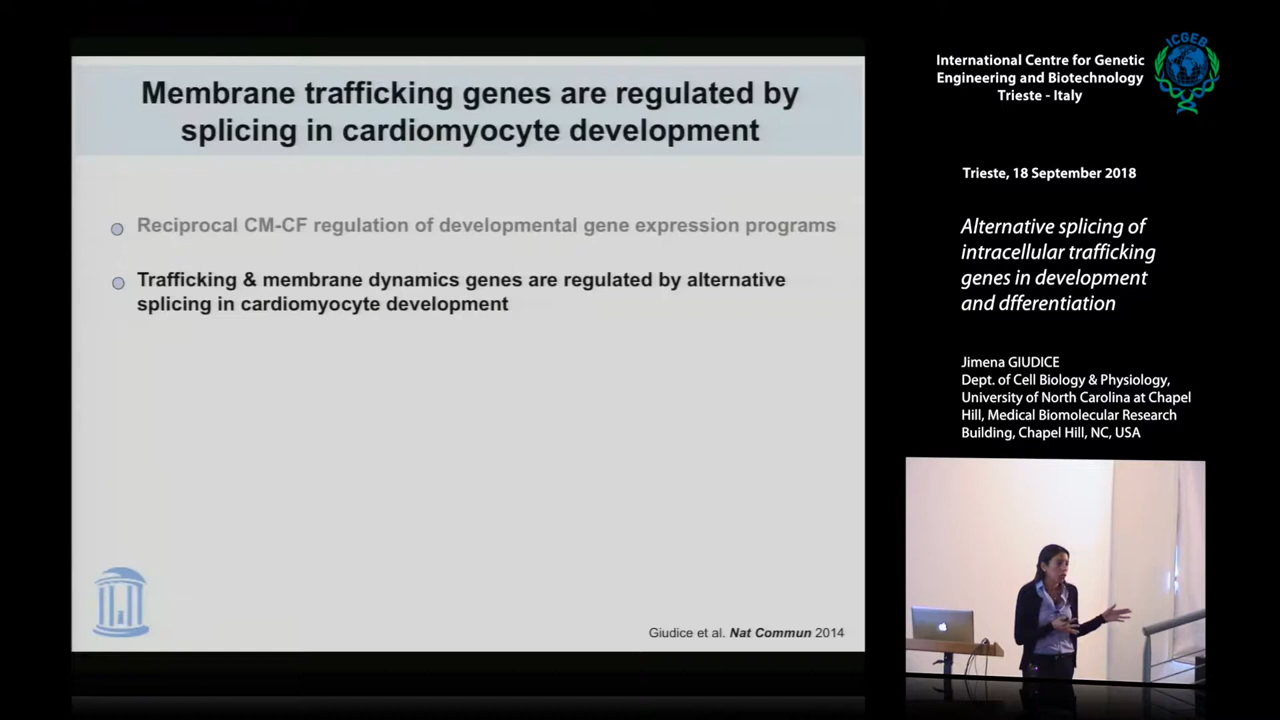 Membrane trafficking genes are regulated by
splicing in cardiomyocyte development
Reciprocal CM-CF regulation of developmental gene expression programs
Trafficking & membrane dynamics genes are regulated by alternative
splicing in cardiomyocyte development
Giudice et al. Nat Commun 2014
International Centre for Genetic
Engineering and Biotechnology
Trieste - Italy
ICGEB
Trieste, 18 September 2018
Alternative splicing of
intracellular trafficking
genes in development
and dfferentiation
Jimena GIUDICE
Dept. of Cell Biology & Physiology,
University of North Carolina at Chapel
Hill, Medical Biomolecular Research
Building, Chapel Hill, NC, USA